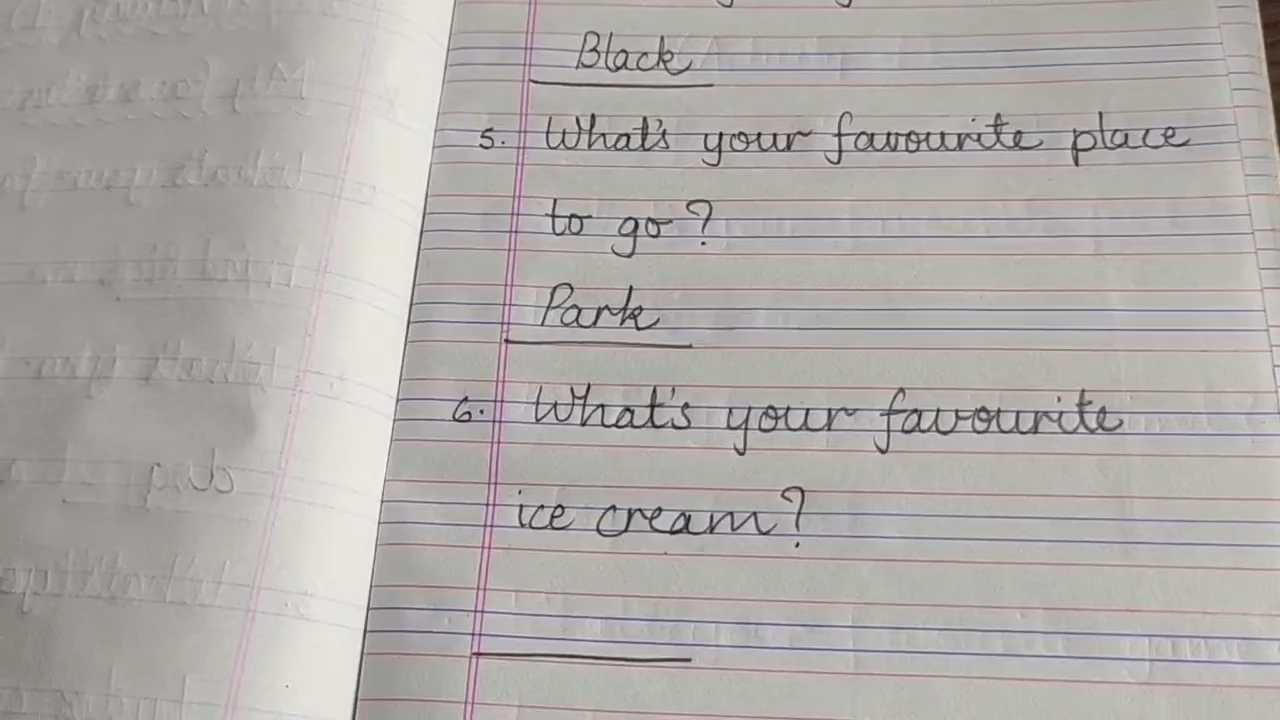 Black
5. What's your favourite place
to go?
Park
6. What's your favourite
ice cream?